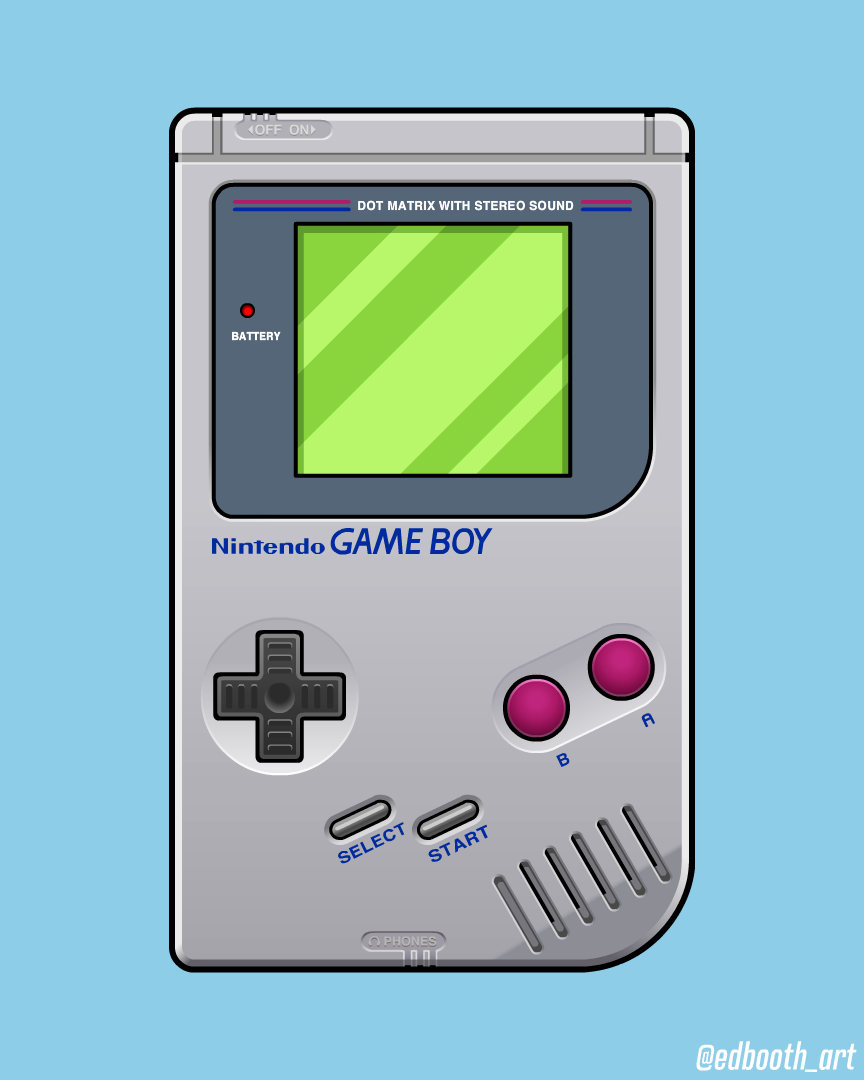 ◂OFF ON▸
DOT MATRIX WITH STEREO SOUND
BATTERY
Nintendo GAME BOY
A
B
SELECT
START
PHONES
@edbooth_art